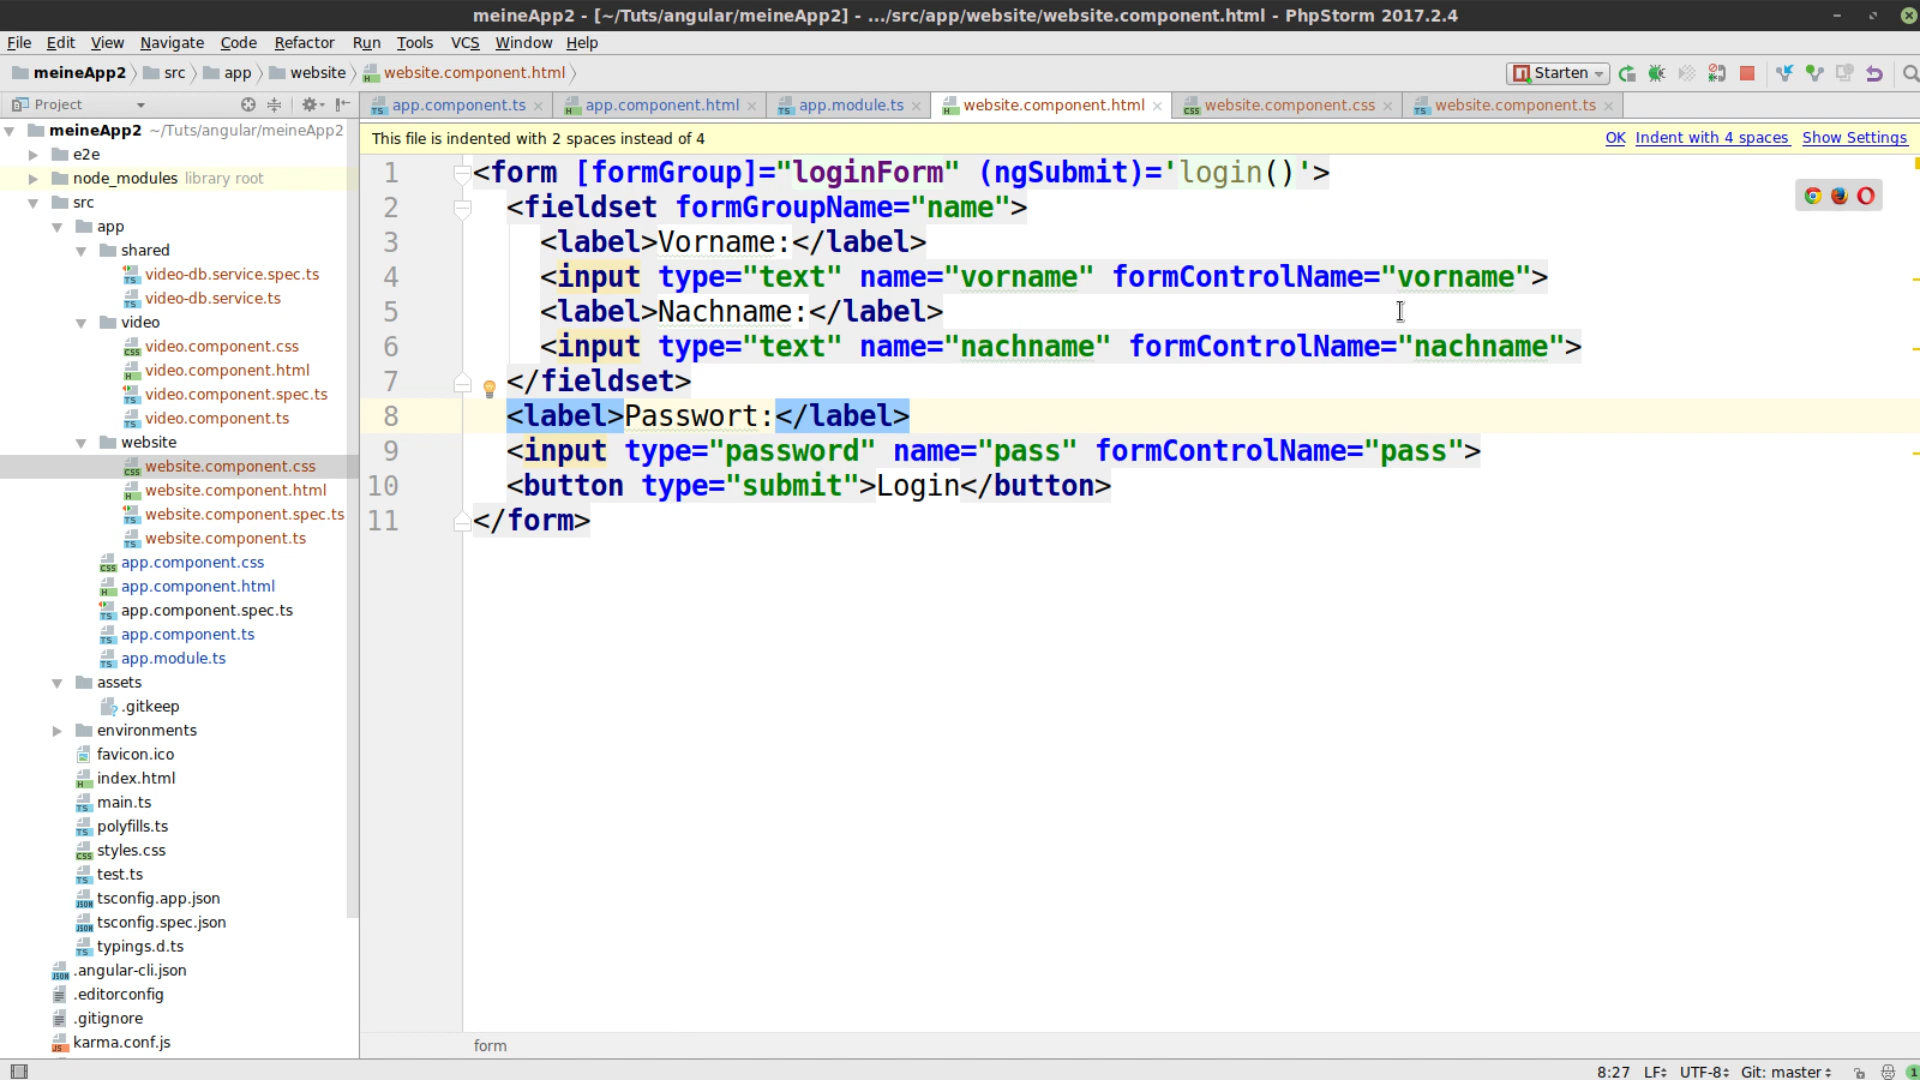 meineApp2 - [~/Tuts/angular/meineApp2] - .../src/app/website/website.component.html - PhpStorm 2017.2.4
File Edit View Navigate Code Refactor Run Tools VCS Window Help
meineApp2 src app website website.component.html Starten
Project
app.component.ts app.component.html app.module.ts website.component.html website.component.css website.component.ts
This file is indented with 2 spaces instead of 4 OK Indent with 4 spaces Show Settings
meineApp2 ~/Tuts/angular/meineApp2
e2e
node_modules library root
src
app
shared
video-db.service.spec.ts
video-db.service.ts
video
video.component.css
video.component.html
video.component.spec.ts
video.component.ts
website
website.component.css
website.component.html
website.component.spec.ts
website.component.ts
app.component.css
app.component.html
app.component.spec.ts
app.component.ts
app.module.ts
assets
.gitkeep
environments
favicon.ico
index.html
main.ts
polyfills.ts
styles.css
test.ts
tsconfig.app.json
tsconfig.spec.json
typings.d.ts
.angular-cli.json
.editorconfig
.gitignore
karma.conf.js
1 <form [formGroup]="loginForm" (ngSubmit)='login()'>
2 <fieldset formGroupName="name">
3 <label>Vorname:</label>
4 <input type="text" name="vorname" formControlName="vorname">
5 <label>Nachname:</label>
6 <input type="text" name="nachname" formControlName="nachname">
7 </fieldset>
8 <label>Passwort:</label>
9 <input type="password" name="pass" formControlName="pass">
10 <button type="submit">Login</button>
11 </form>
form
8:27 LF UTF-8 Git: master 1